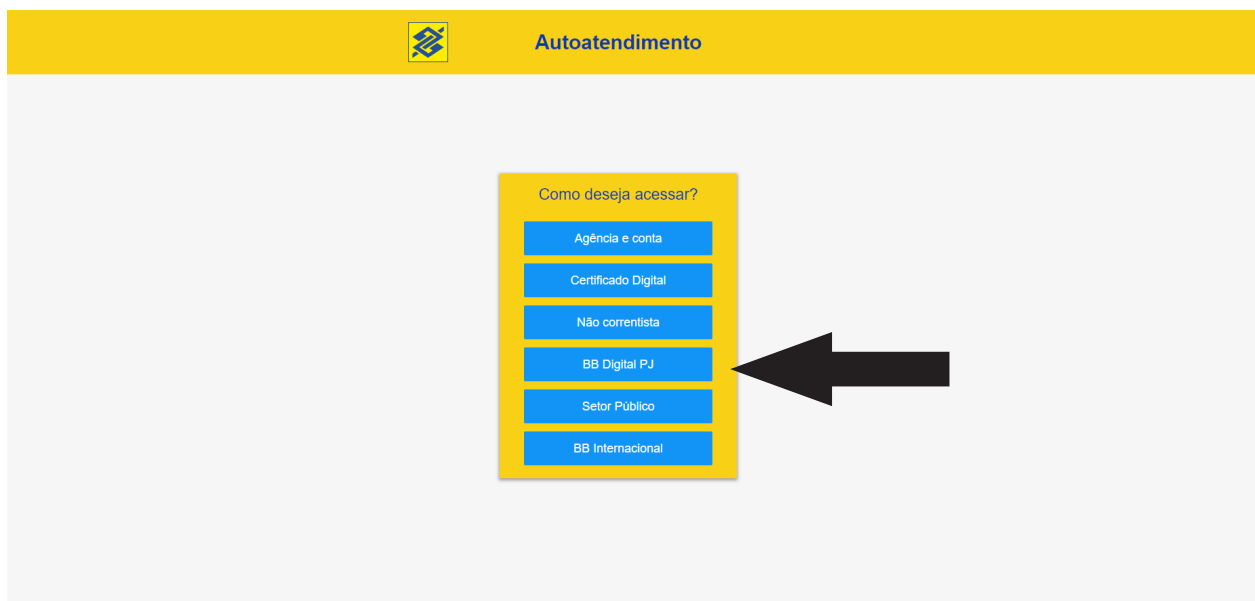 Autoatendimento
Como deseja acessar?
Agência e conta
Certificado Digital
Não correntista
BB Digital PJ
Setor Público
BB Internacional